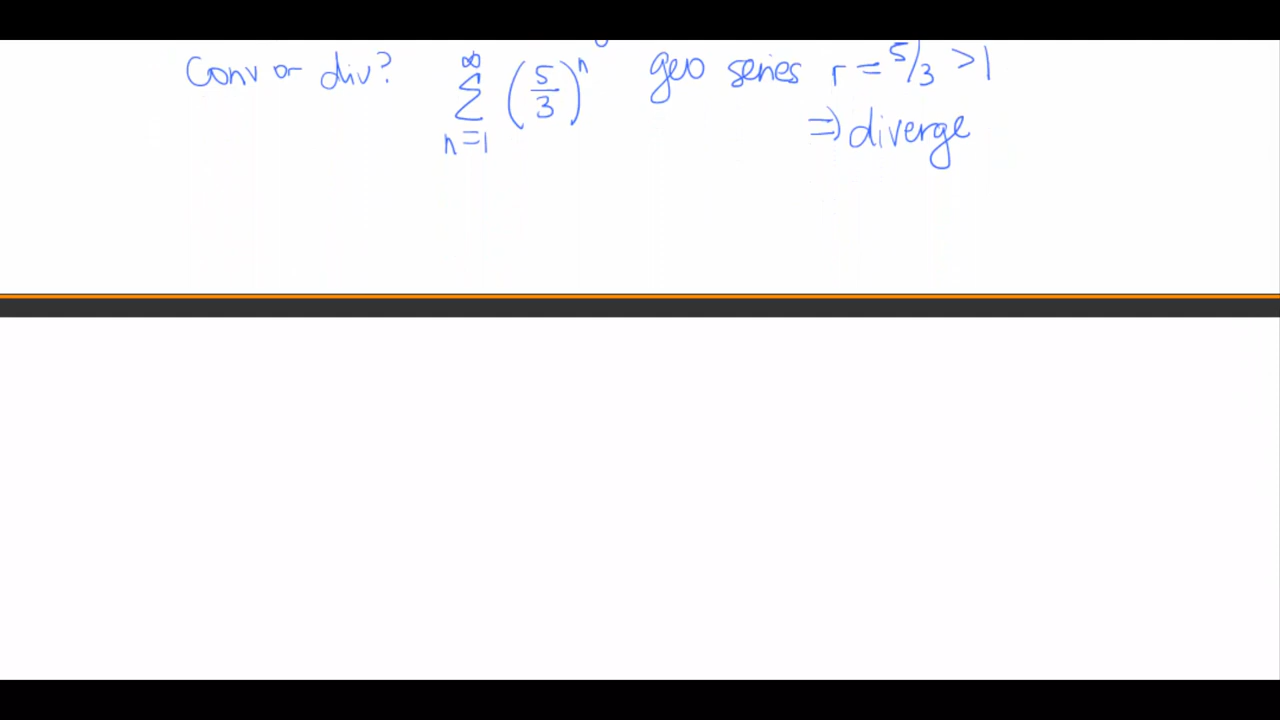 Conv or div? ∞∑n=1 (5/3)^n geo series r = 5/3 > 1
⇒ diverge